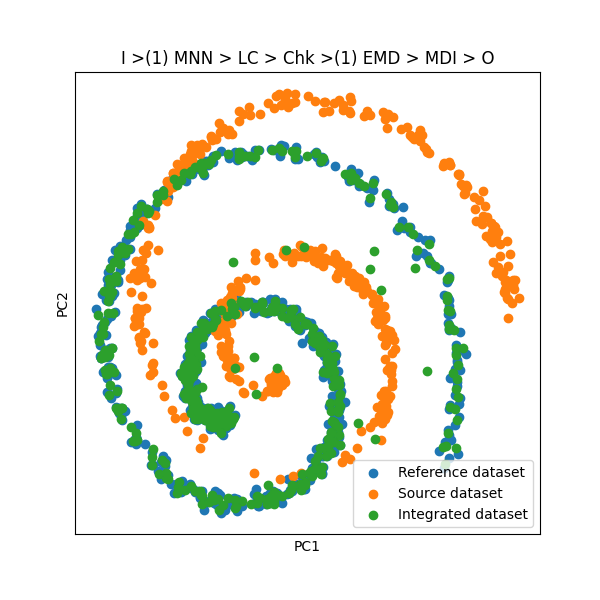 I >(1) MNN > LC > Chk >(1) EMD > MDI > O
PC2
Reference dataset
Source dataset
Integrated dataset
PC1